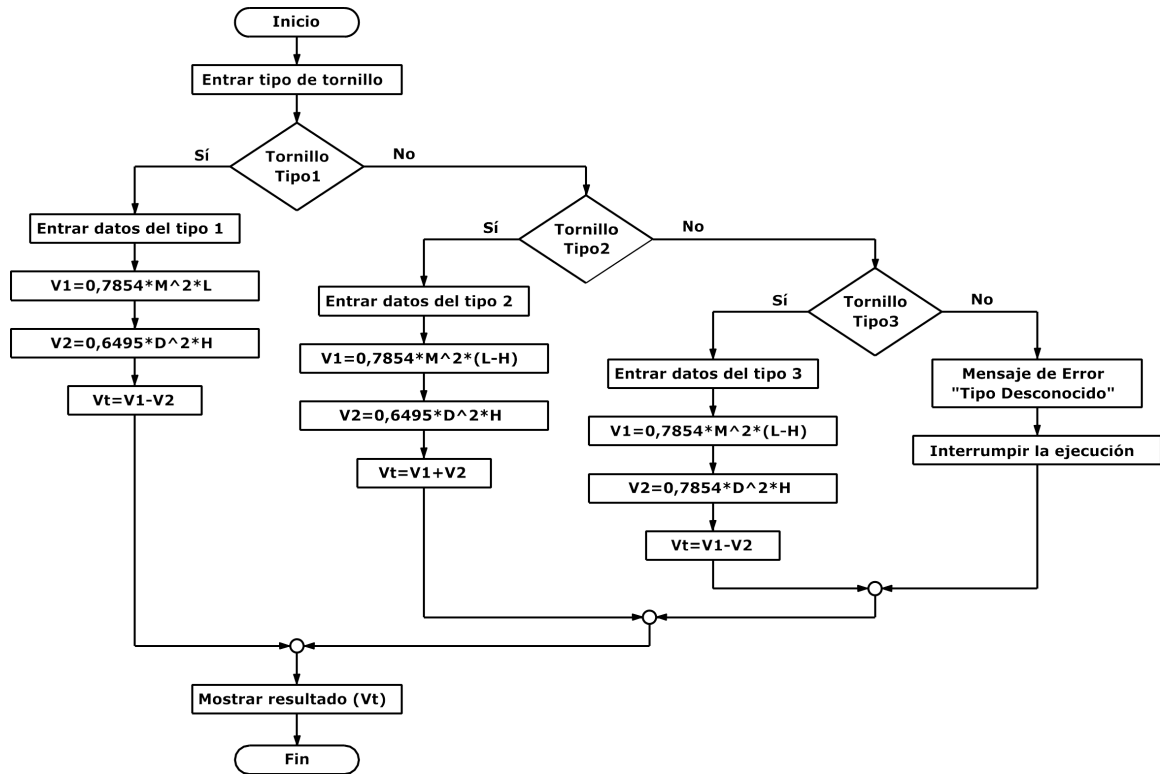 Inicio
Entrar tipo de tornillo
Tornillo
Tipo1
Sí
No
Entrar datos del tipo 1
V1=0,7854*M^2*L
V2=0,6495*D^2*H
Vt=V1-V2
Tornillo
Tipo2
Sí
No
Entrar datos del tipo 2
V1=0,7854*M^2*(L-H)
V2=0,6495*D^2*H
Vt=V1+V2
Tornillo
Tipo3
Sí
No
Entrar datos del tipo 3
V1=0,7854*M^2*(L-H)
V2=0,7854*D^2*H
Vt=V1-V2
Mensaje de Error
"Tipo Desconocido"
Interrumpir la ejecución
Mostrar resultado (Vt)
Fin